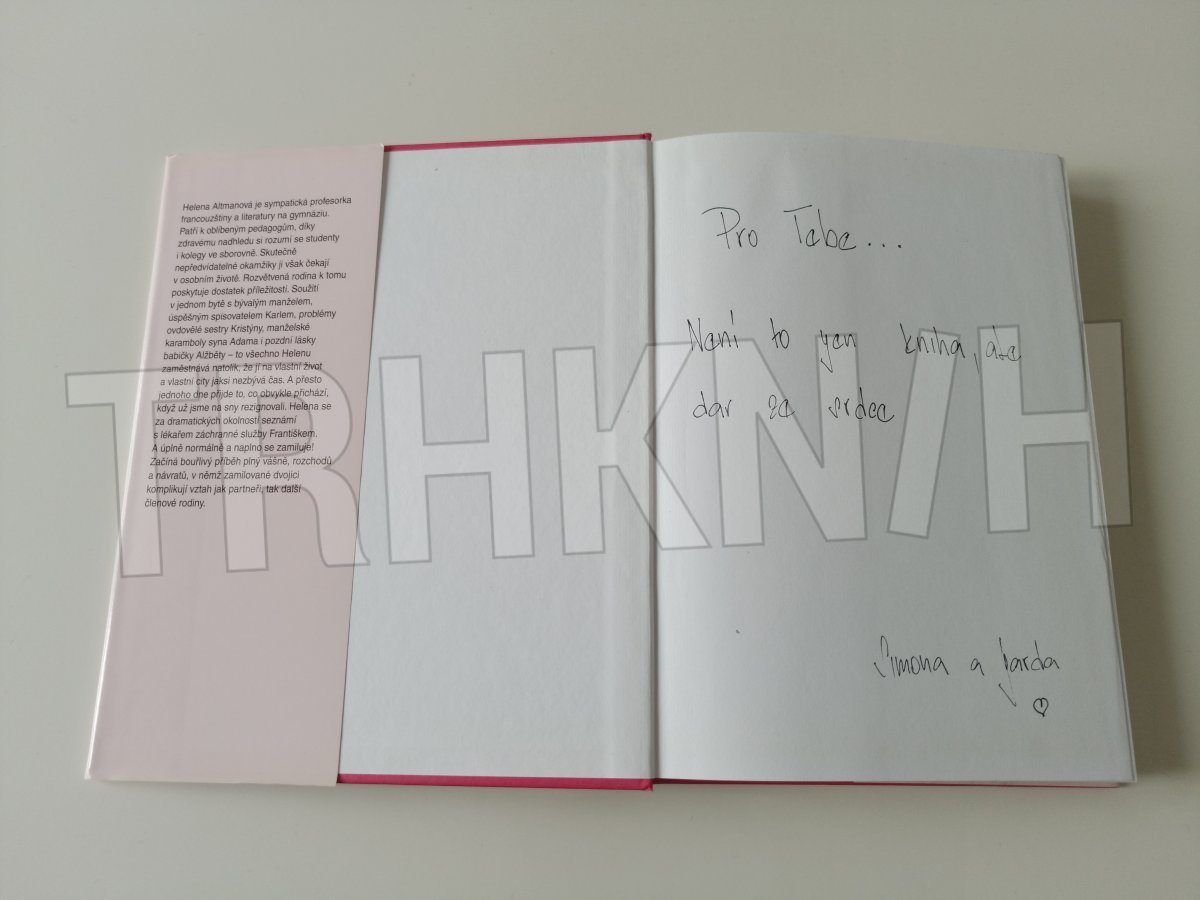 Helena Altmanová je sympatická profesorka
francouzštiny a literatury na gymnáziu.
Patří k oblíbeným pedagogům, díky
zdravému nadhledu si rozumí se studenty
i kolegy ve sborovně. Skutečně
nepředvídatelné okamžiky ji však čekají
v osobním životě. Rozvětvená rodina k tomu
poskytuje dostatek příležitostí. Soužití
v jednom bytě s bývalým manželem,
úspěšným spisovatelem Karlem, problémy
ovdovělé sestry Kristýny, manželské
karamboly syna Adama i pozdní lásky
babičky Alžběty – to všechno Helenu
zaměstnává natolik, že jí na vlastní život
a vlastní city jaksi nezbývá čas. A přesto
jednoho dne přijde to, co obvykle přichází,
když už jsme na sny rezignovali. Helena se
za dramatických okolností seznámí
s lékařem záchranné služby Františkem.
A úplně normálně a naplno se zamiluje!
Začíná bouřlivý příběh plný vášně, rozchodů
a návratů, v němž zamilované dvojici
komplikují vztah jak partneři, tak další
členové rodiny.
Pro Tebe...
Není to jen kniha, ale
dar ze srdce
Simona a Jarda
TRHKNIH